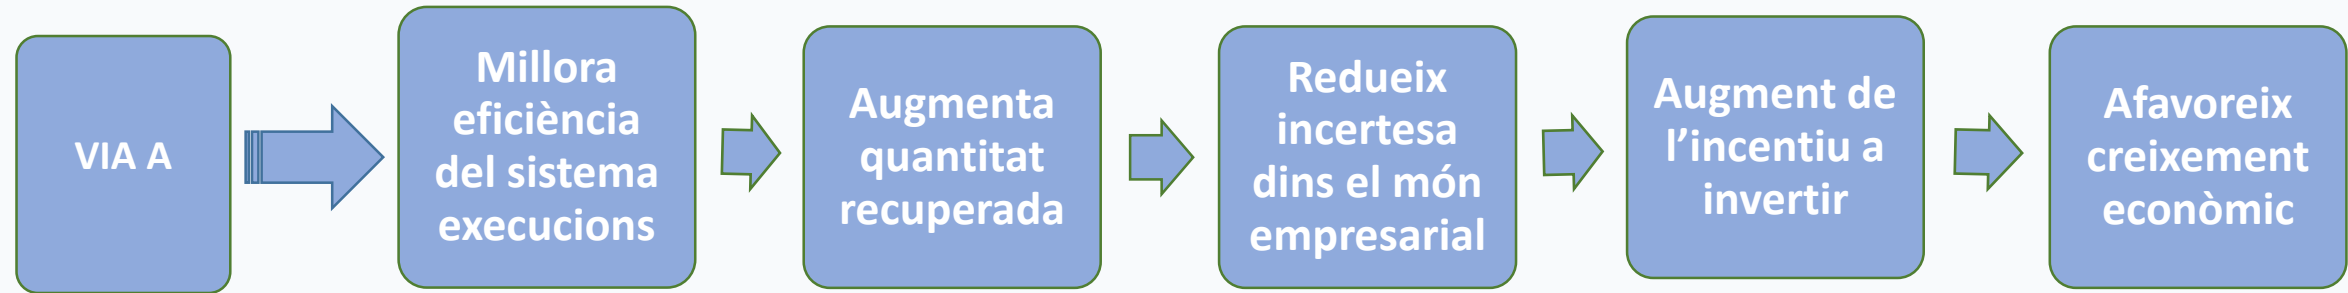 VIA A
Millora
eficiència
del sistema
execucions
Augmenta
quantitat
recuperada
Redueix
incertesa
dins el món
empresarial
Augment de
l’incentiu a
invertir
Afavoreix
creixement
econòmic